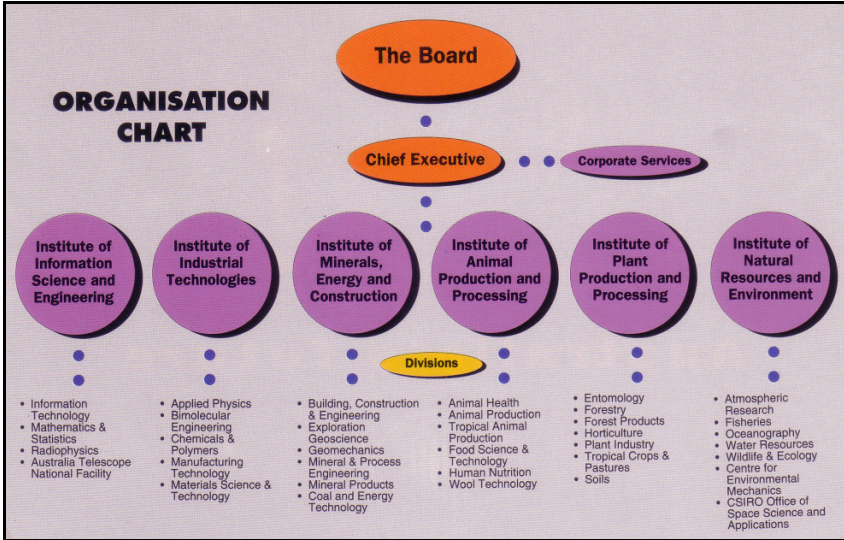 The Board
ORGANISATION
CHART
Chief Executive
Corporate Services
Institute of
Information
Science and
Engineering
Institute of
Industrial
Technologies
Institute of
Minerals,
Energy and
Construction
Institute of
Animal
Production and
Processing
Institute of
Plant
Production and
Processing
Institute of
Natural
Resources and
Environment
Divisions
• Information
Technology
• Mathematics &
Statistics
• Radiophysics
• Australia Telescope
National Facility
• Applied Physics
• Bimolecular
Engineering
• Chemicals &
Polymers
• Manufacturing
Technology
• Materials Science &
Technology
• Building, Construction
& Engineering
• Exploration
Geoscience
• Geomechanics
• Mineral & Process
Engineering
• Mineral Products
• Coal and Energy
Technology
• Animal Health
• Animal Production
• Tropical Animal
Production
• Food Science &
Technology
• Human Nutrition
• Wool Technology
• Entomology
• Forestry
• Forest Products
• Horticulture
• Plant Industry
• Tropical Crops &
Pastures
• Soils
• Atmospheric
Research
• Fisheries
• Oceanography
• Water Resources
• Wildlife & Ecology
• Centre for
Environmental
Mechanics
• CSIRO Office of
Space Science and
Applications